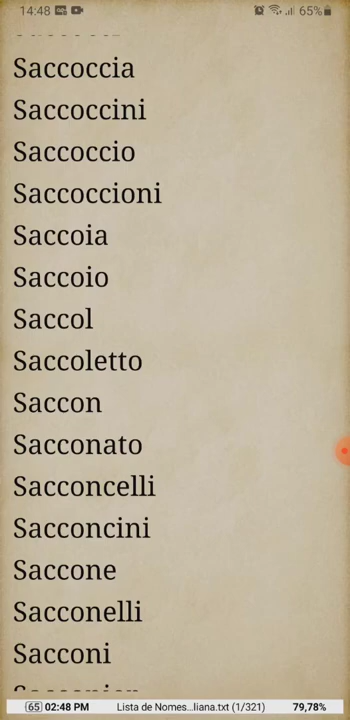 14:48 65%
Saccoccia
Saccoccini
Saccoccio
Saccoccioni
Saccoia
Saccoio
Saccol
Saccoletto
Saccon
Sacconato
Sacconcelli
Sacconcini
Saccone
Sacconelli
Sacconi
65 02:48 PM Lista de Nomes...liana.txt (1/321) 79,78%